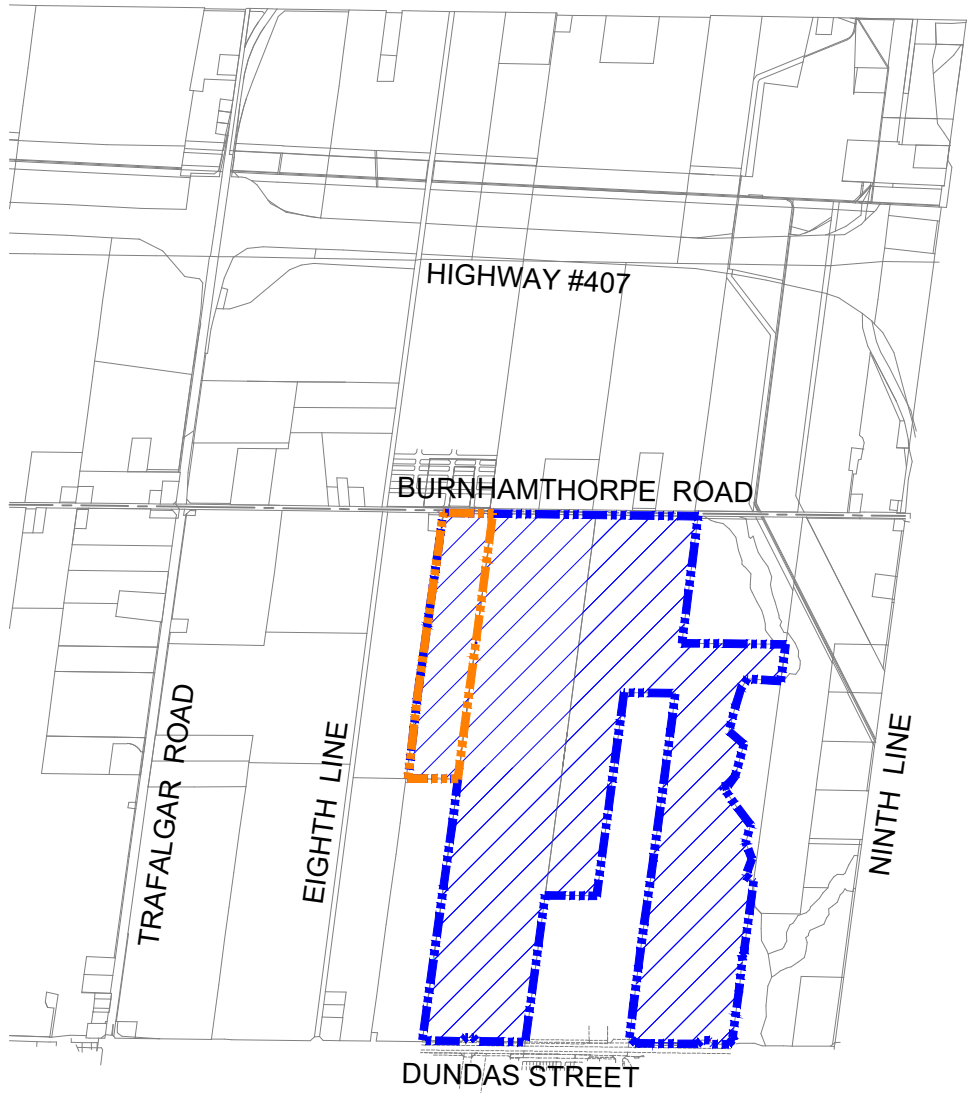 HIGHWAY #407
BURNHAMTHORPE ROAD
TRAFALGAR ROAD
EIGHTH LINE
NINTH LINE
DUNDAS STREET